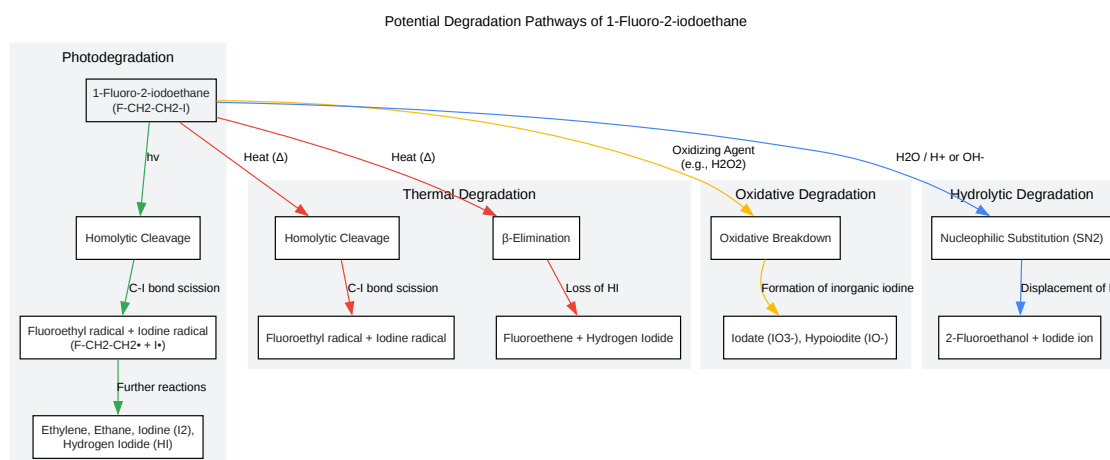 Potential Degradation Pathways of 1-Fluoro-2-iodoethane
Photodegradation
1-Fluoro-2-iodoethane
(F-CH2-CH2-I)
hv
Heat (Δ)
Heat (Δ)
Oxidizing Agent
(e.g., H2O2)
H2O / H+ or OH-
Thermal Degradation
Oxidative Degradation
Hydrolytic Degradation
Homolytic Cleavage
Homolytic Cleavage
β-Elimination
Oxidative Breakdown
Nucleophilic Substitution (SN2)
C-I bond scission
C-I bond scission
Loss of HI
Formation of inorganic iodine
Displacement of
Fluoroethyl radical + Iodine radical
(F-CH2-CH2• + I•)
Fluoroethyl radical + Iodine radical
Fluoroethene + Hydrogen Iodide
Iodate (IO3-), Hypoiodite (IO-)
2-Fluoroethanol + Iodide ion
Further reactions
Ethylene, Ethane, Iodine (I2),
Hydrogen Iodide (HI)